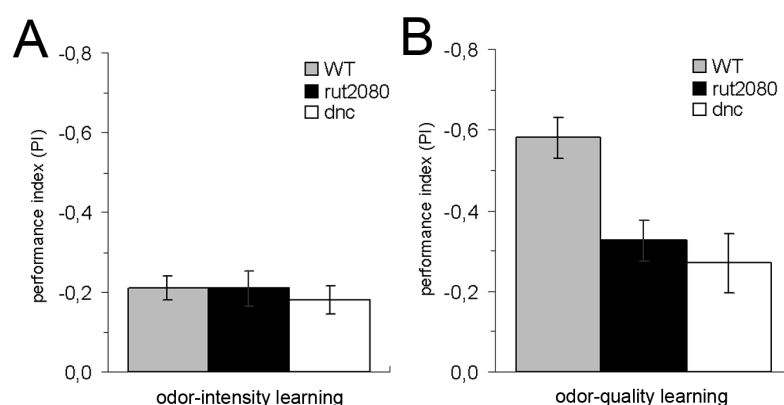 A
performance index (PI)
-0,8
-0,6
-0,4
-0,2
0,0
WT
rut2080
dnc
odor-intensity learning
B
performance index (PI)
-0,8
-0,6
-0,4
-0,2
0,0
WT
rut2080
dnc
odor-quality learning